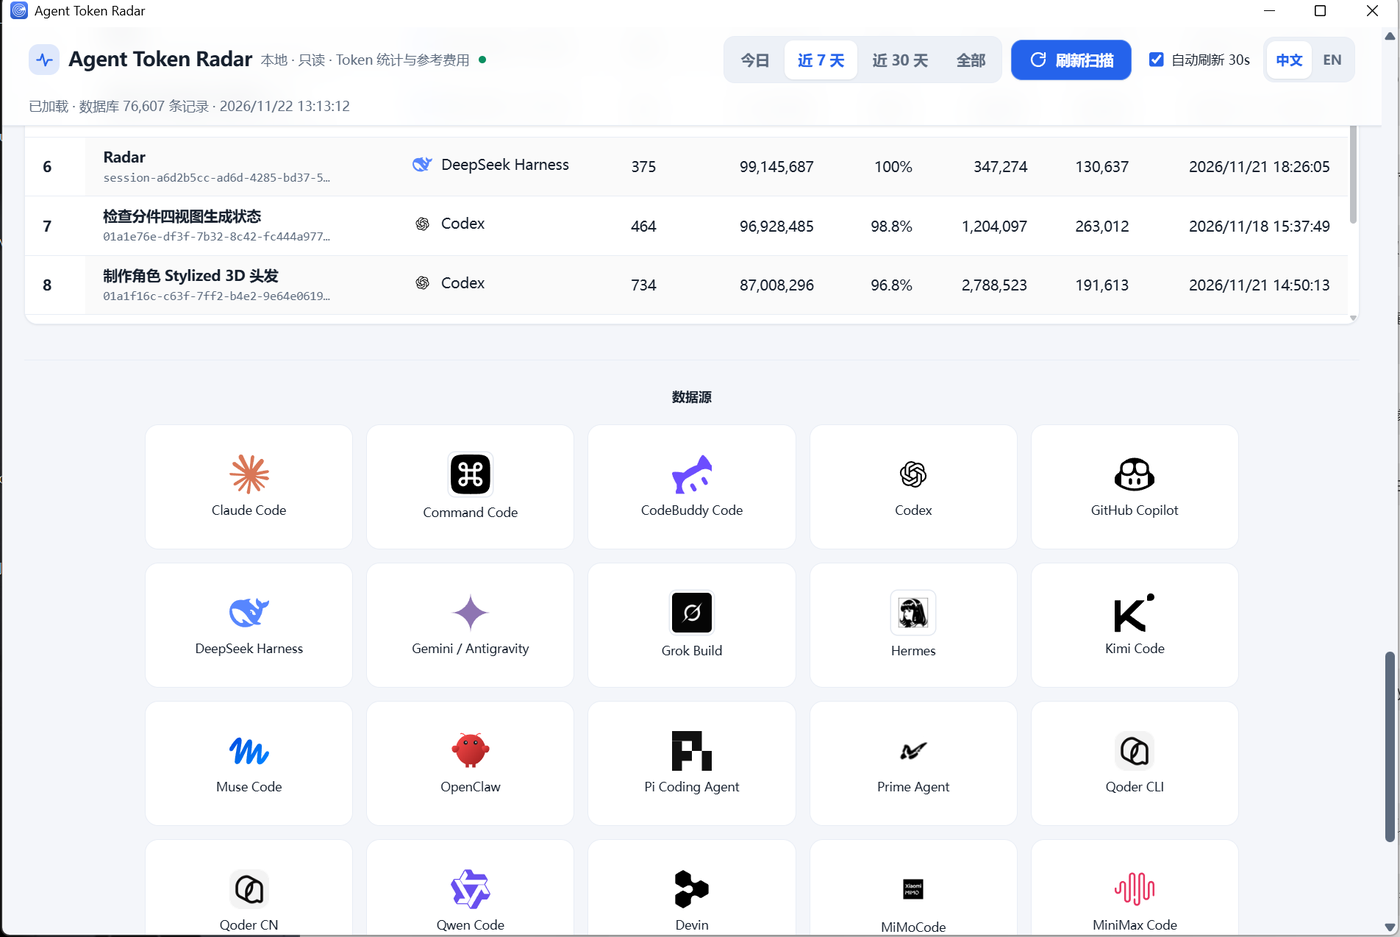 Agent Token Radar
Agent Token Radar 本地 · 只读 · Token 统计与参考费用
今日 近 7 天 近 30 天 全部 刷新扫描 自动刷新 30s 中文 EN
已加载 · 数据库 76,607 条记录 · 2026/11/22 13:13:12
6 Radar DeepSeek Harness 375 99,145,687 100% 347,274 130,637 2026/11/21 18:26:05
session-a6d2b5cc-ad6d-4285-bd37-5…
7 检查分件四视图生成状态 Codex 464 96,928,485 98.8% 1,204,097 263,012 2026/11/18 15:37:49
01a1e76e-df3f-7b32-8c42-fc444a977…
8 制作角色 Stylized 3D 头发 Codex 734 87,008,296 96.8% 2,788,523 191,613 2026/11/21 14:50:13
01a1f16c-c63f-7ff2-b4e2-9e64e0619…
数据源
Claude Code Command Code CodeBuddy Code Codex GitHub Copilot
DeepSeek Harness Gemini / Antigravity Grok Build Hermes Kimi Code
Muse Code OpenClaw Pi Coding Agent Prime Agent Qoder CLI
Xiaomi
MiMO
Qoder CN Qwen Code Devin MiMoCode MiniMax Code